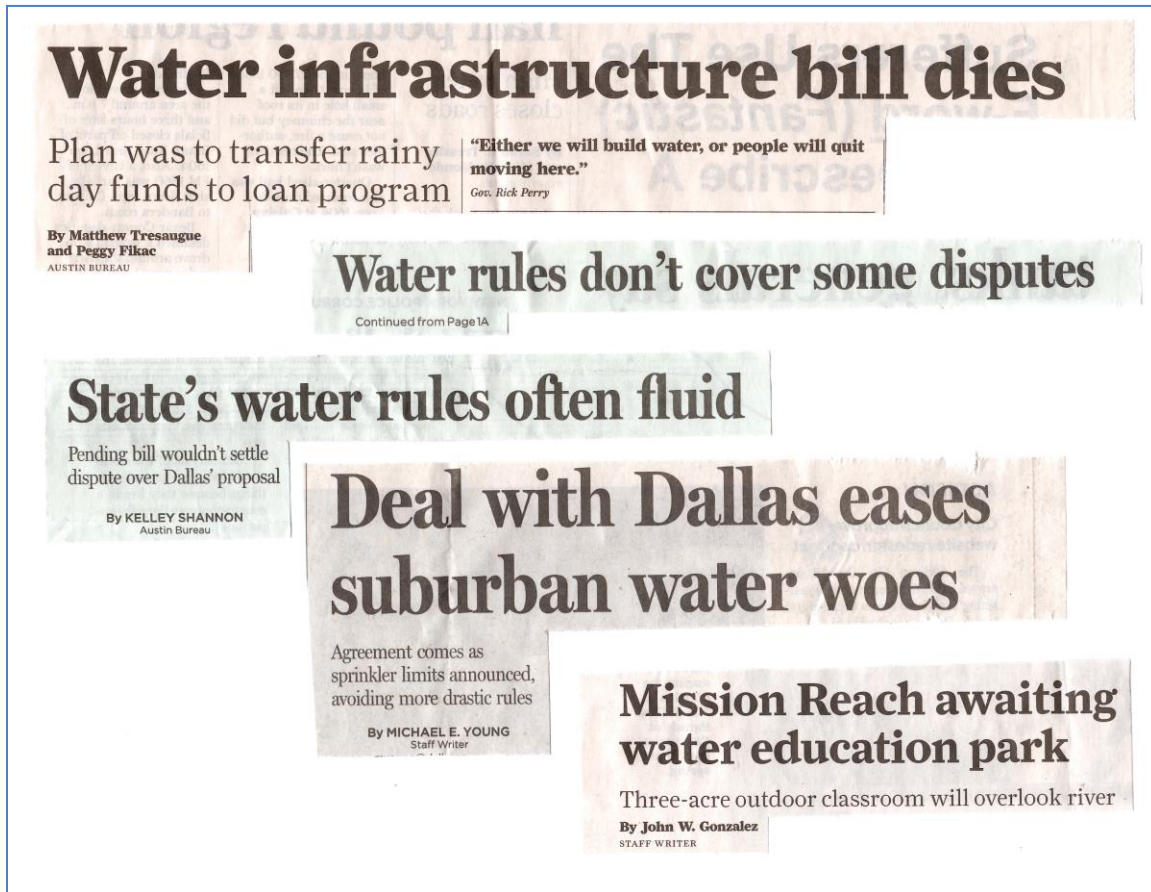 Water infrastructure bill dies
Plan was to transfer rainy
day funds to loan program
"Either we will build water, or people will quit
moving here."
Gov. Rick Perry
By Matthew Tresaugue
and Peggy Fikac
AUSTIN BUREAU
Water rules don't cover some disputes
Continued from Page 1A
State's water rules often fluid
Pending bill wouldn't settle
dispute over Dallas' proposal
By KELLEY SHANNON
Austin Bureau
Deal with Dallas eases
suburban water woes
Agreement comes as
sprinkler limits announced,
avoiding more drastic rules
By MICHAEL E. YOUNG
Staff Writer
Mission Reach awaiting
water education park
Three-acre outdoor classroom will overlook river
By John W. Gonzalez
STAFF WRITER